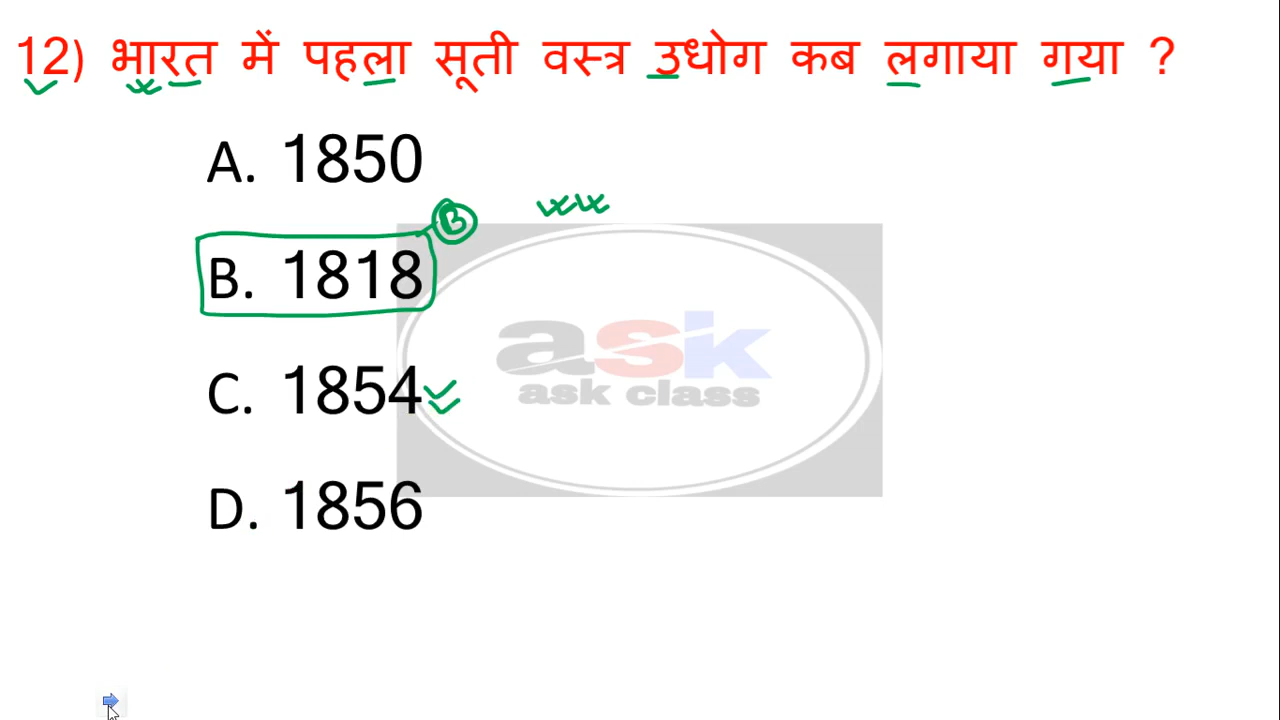 12) भारत में पहला सूती वस्त्र उधोग कब लगाया गया ?
A. 1850
B
B. 1818
ask
C. 1854
ask class
D. 1856